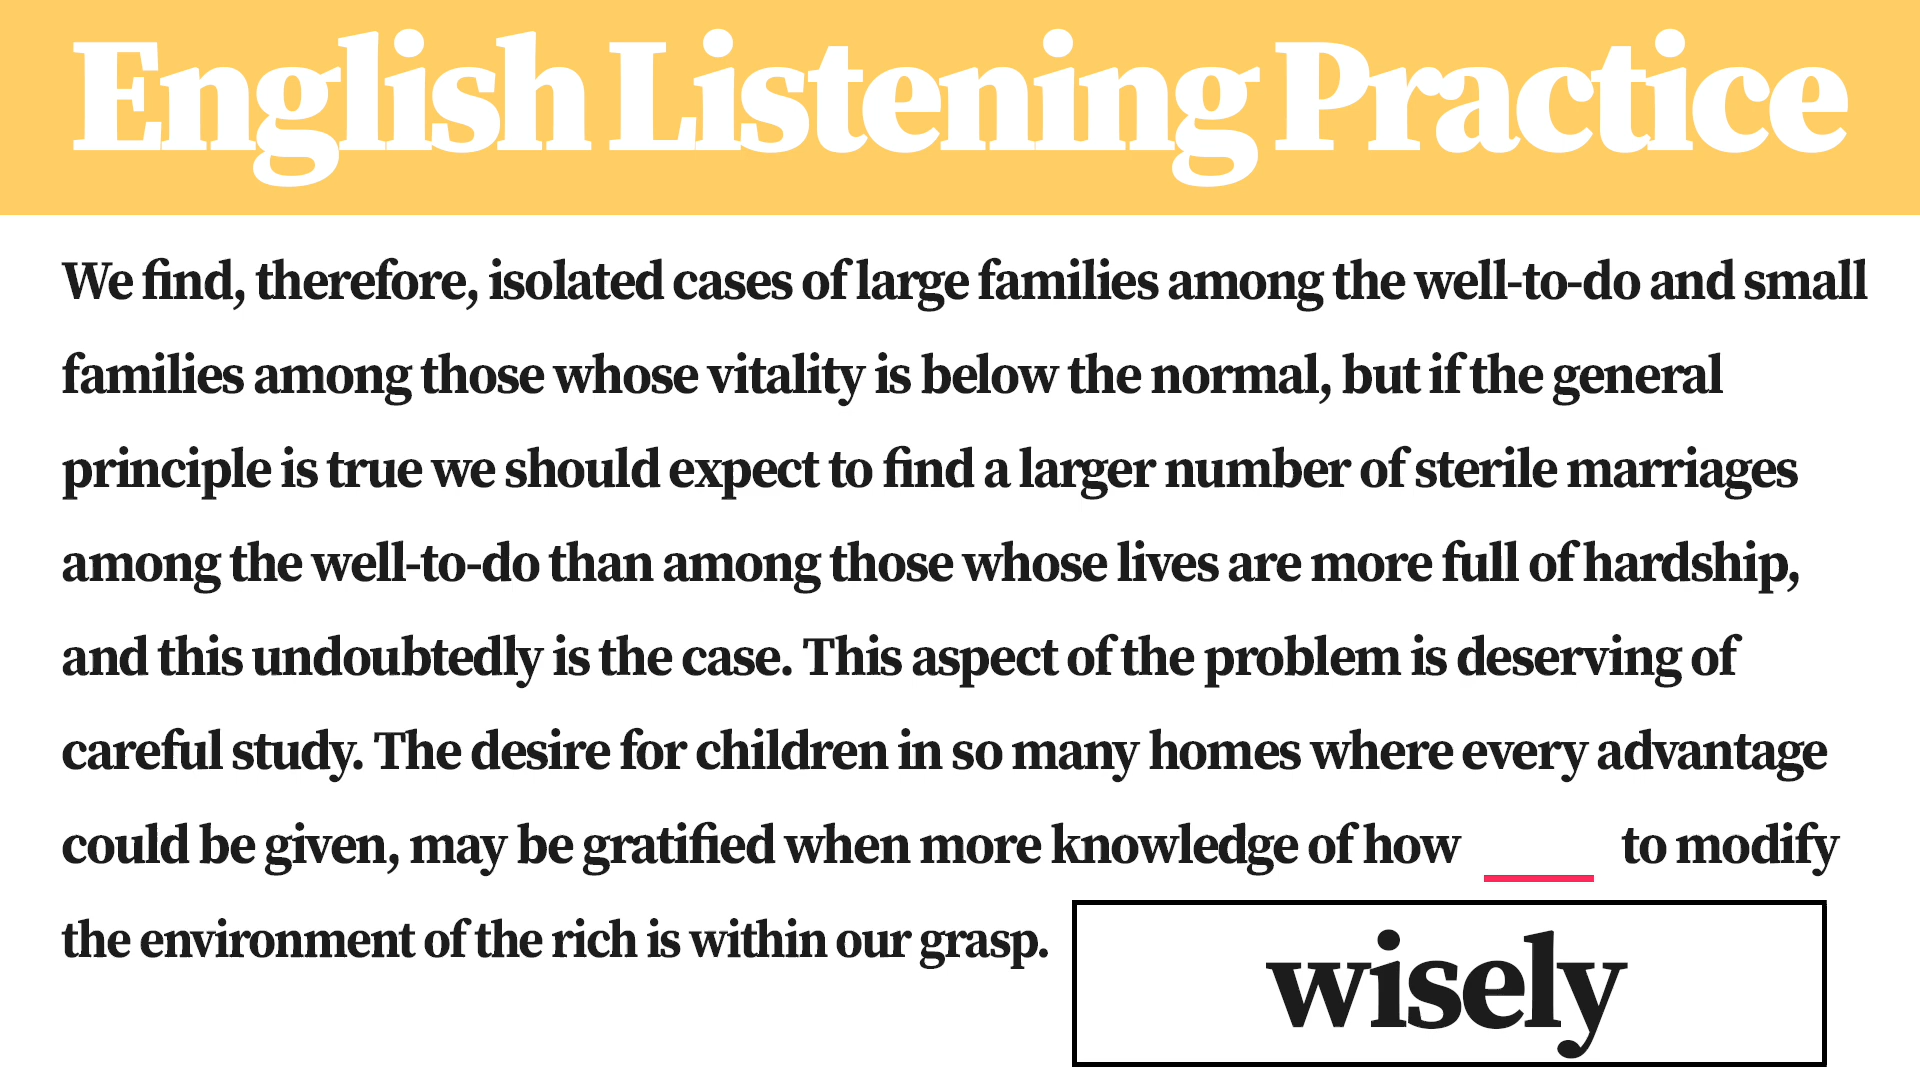 English Listening Practice
We find, therefore, isolated cases of large families among the well-to-do and small
families among those whose vitality is below the normal, but if the general
principle is true we should expect to find a larger number of sterile marriages
among the well-to-do than among those whose lives are more full of hardship,
and this undoubtedly is the case. This aspect of the problem is deserving of
careful study. The desire for children in so many homes where every advantage
could be given, may be gratified when more knowledge of how ____ to modify
the environment of the rich is within our grasp.
wisely